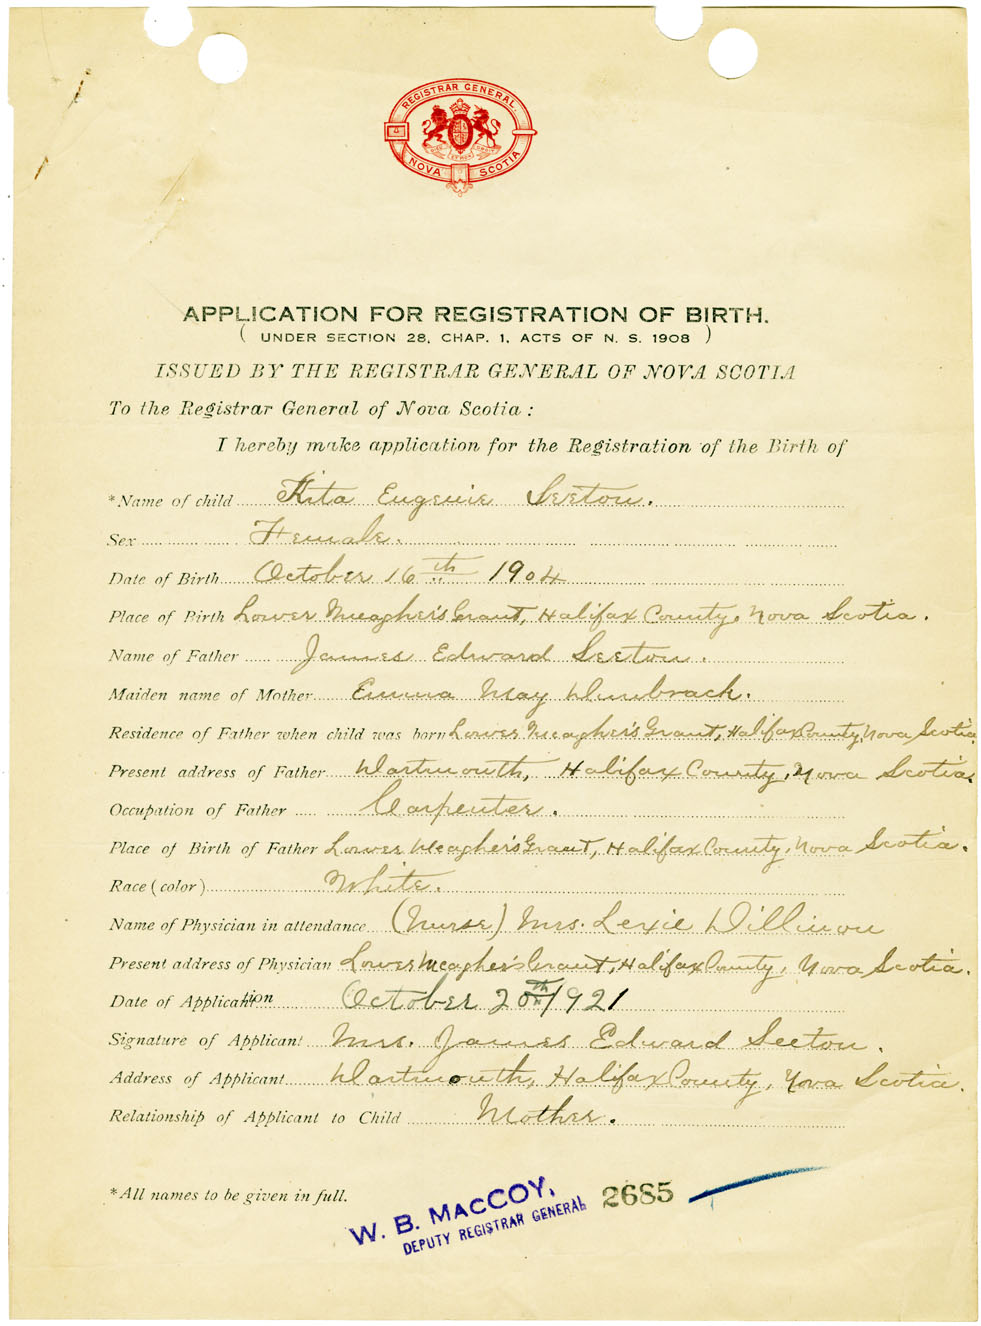 REGISTRAR GENERAL.
NOVA SCOTIA
APPLICATION FOR REGISTRATION OF BIRTH.
( UNDER SECTION 28, CHAP. 1, ACTS OF N. S. 1908 )
ISSUED BY THE REGISTRAR GENERAL OF NOVA SCOTIA
To the Registrar General of Nova Scotia :
I hereby make application for the Registration of the Birth of
*Name of child Rita Eugenie Seeton.
Sex Female.
Date of Birth October 16th 1904
Place of Birth Lower Meagher's Grant, Halifax County, Nova Scotia.
Name of Father James Edward Seeton.
Maiden name of Mother Emma May Dumbrack.
Residence of Father when child was born Lower Meagher's Grant, Halifax County, Nova Scotia
Present address of Father Dartmouth, Halifax County, Nova Scotia.
Occupation of Father Carpenter.
Place of Birth of Father Lower Meagher's Grant, Halifax County, Nova Scotia.
Race (color) White.
Name of Physician in attendance (Nurse) Mrs. Lexie Dillman
Present address of Physician Lower Meagher's Grant, Halifax County, Nova Scotia.
Date of Application October 20th 1921
Signature of Applicant Mrs. James Edward Seeton.
Address of Applicant Dartmouth, Halifax County, Nova Scotia.
Relationship of Applicant to Child Mother.
*All names to be given in full.
W. B. MACCOY, 2685
DEPUTY REGISTRAR GENERAL